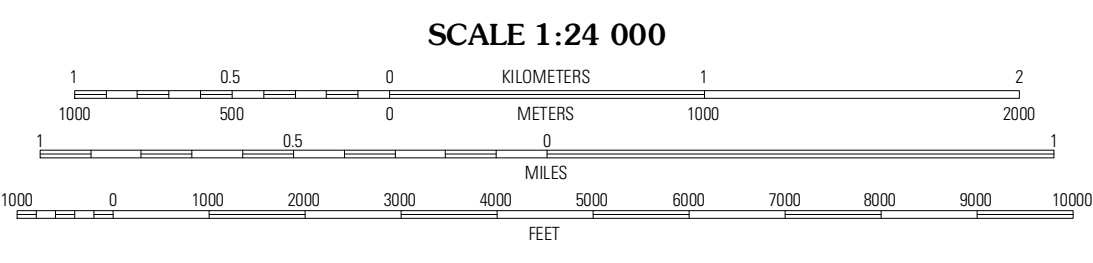 SCALE 1:24 000
1 0.5 0 KILOMETERS 1 2
1000 500 0 METERS 1000 2000
1 0.5 0 1
MILES
1000 0 1000 2000 3000 4000 5000 6000 7000 8000 9000 10000
FEET